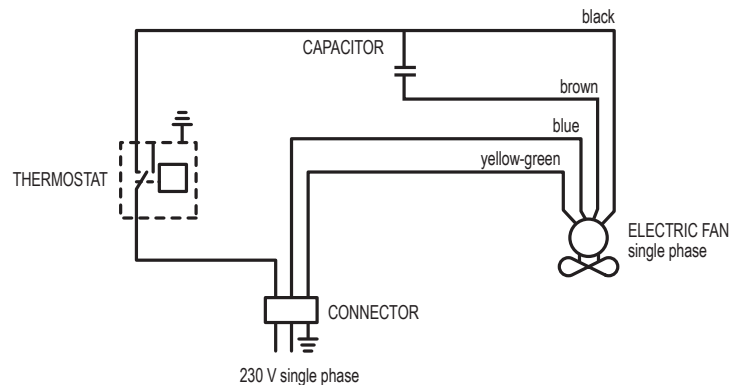 black
CAPACITOR
brown
blue
yellow-green
THERMOSTAT
ELECTRIC FAN
single phase
CONNECTOR
230 V single phase